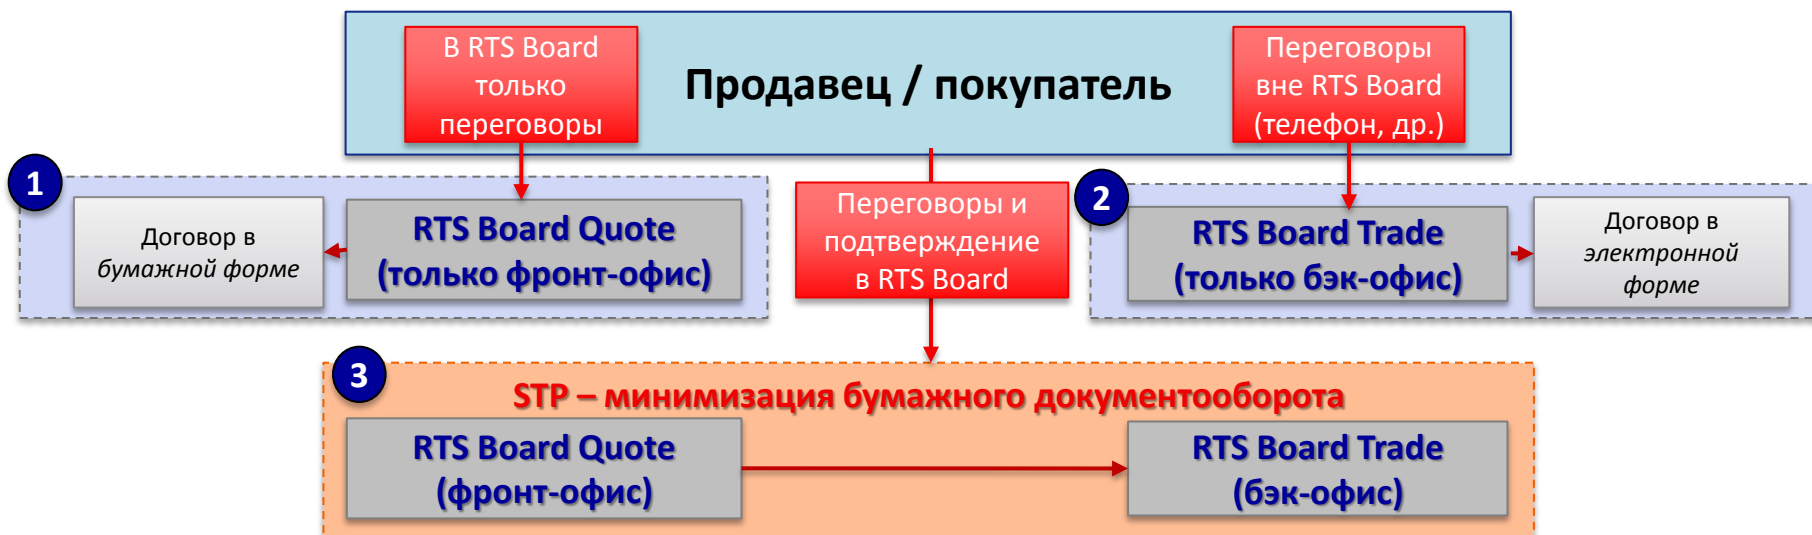 В RTS Board
только
переговоры
Продавец / покупатель
Переговоры
вне RTS Board
(телефон, др.)
1
Договор в
бумажной форме
RTS Board Quote
(только фронт-офис)
Переговоры и
подтверждение
в RTS Board
2
RTS Board Trade
(только бэк-офис)
Договор в
электронной
форме
3
STP – минимизация бумажного документооборота
RTS Board Quote
(фронт-офис)
RTS Board Trade
(бэк-офис)